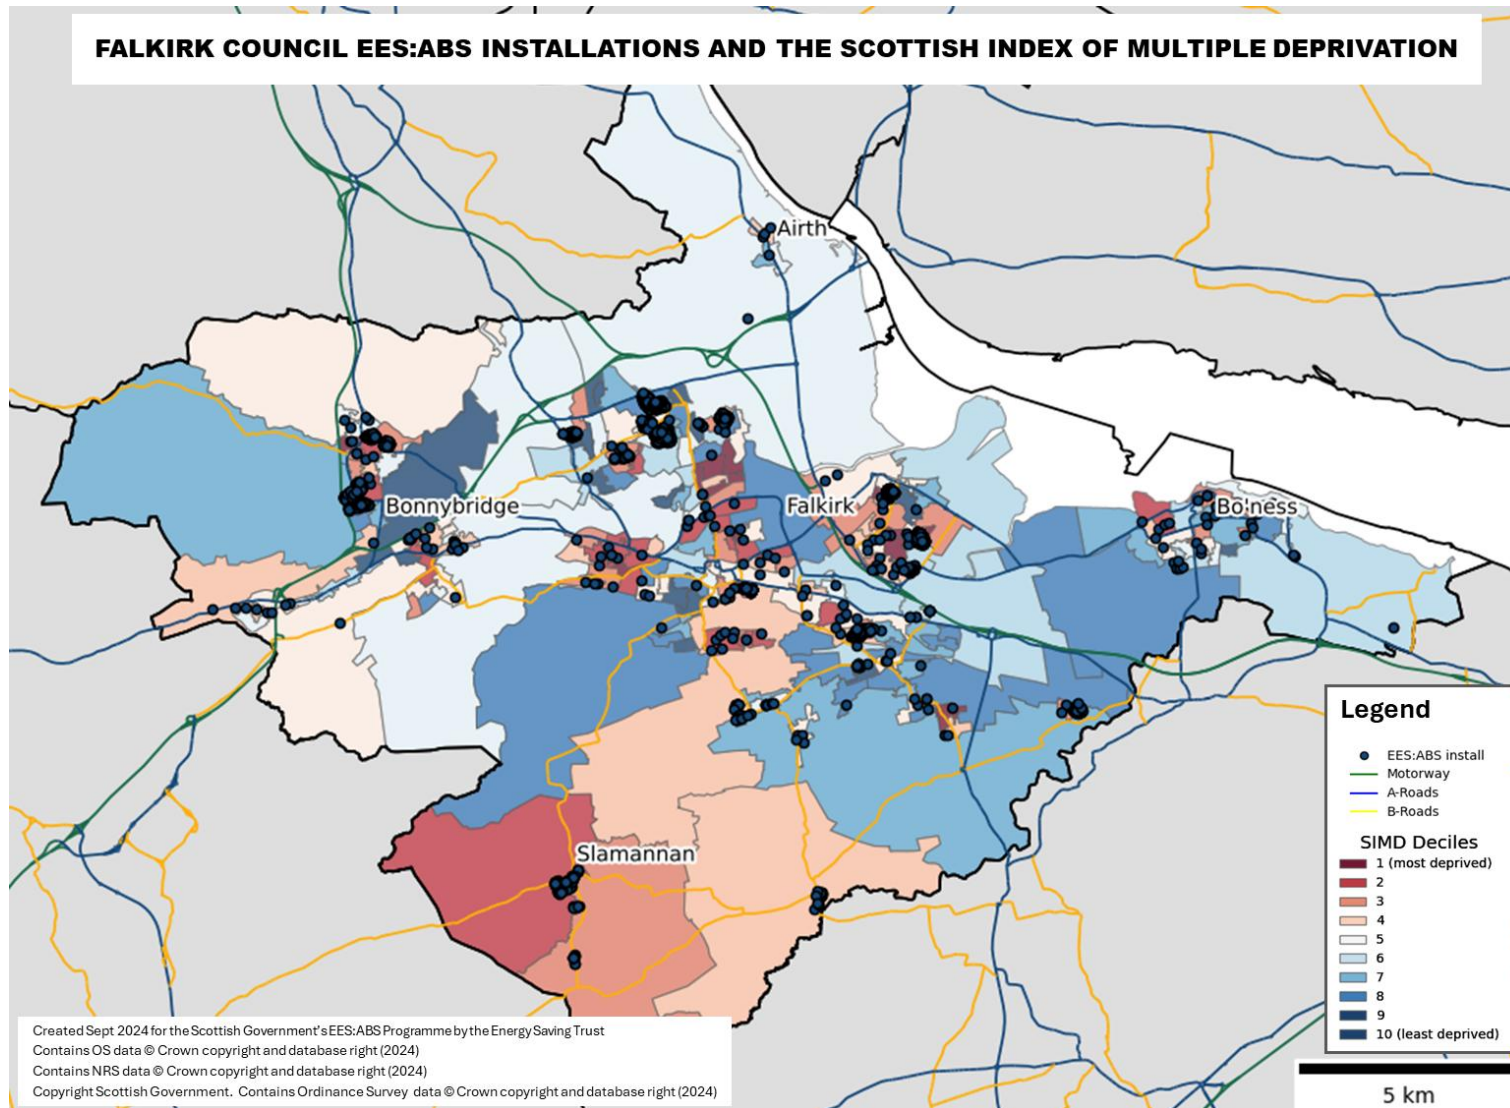 FALKIRK COUNCIL EES:ABS INSTALLATIONS AND THE SCOTTISH INDEX OF MULTIPLE DEPRIVATION
Airth
Bonnybridge
Falkirk
Bo'ness
Slamannan
Legend
EES:ABS install
Motorway
A-Roads
B-Roads
SIMD Deciles
1 (most deprived)
2
3
4
5
6
7
8
9
10 (least deprived)
5 km
Created Sept 2024 for the Scottish Government's EES:ABS Programme by the Energy Saving Trust
Contains OS data © Crown copyright and database right (2024)
Contains NRS data © Crown copyright and database right (2024)
Copyright Scottish Government. Contains Ordinance Survey data © Crown copyright and database right (2024)